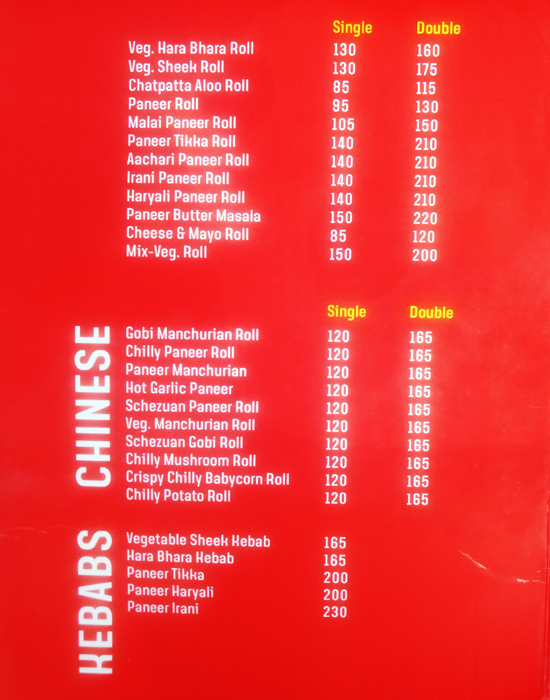 Single Double
Veg. Hara Bhara Roll 130 160
Veg. Sheek Roll 130 175
Chatpatta Aloo Roll 85 115
Paneer Roll 95 130
Malai Paneer Roll 105 150
Paneer Tikka Roll 140 210
Aachari Paneer Roll 140 210
Irani Paneer Roll 140 210
Haryali Paneer Roll 140 210
Paneer Butter Masala 150 220
Cheese & Mayo Roll 85 120
Mix-Veg. Roll 150 200
CHINESE
Single Double
Gobi Manchurian Roll 120 165
Chilly Paneer Roll 120 165
Paneer Manchurian 120 165
Hot Garlic Paneer 120 165
Schezuan Paneer Roll 120 165
Veg. Manchurian Roll 120 165
Schezuan Gobi Roll 120 165
Chilly Mushroom Roll 120 165
Crispy Chilly Babycorn Roll 120 165
Chilly Potato Roll 120 165
KEBABS
Vegetable Sheek Kebab 165
Hara Bhara Kebab 165
Paneer Tikka 200
Paneer Haryali 200
Paneer Irani 230